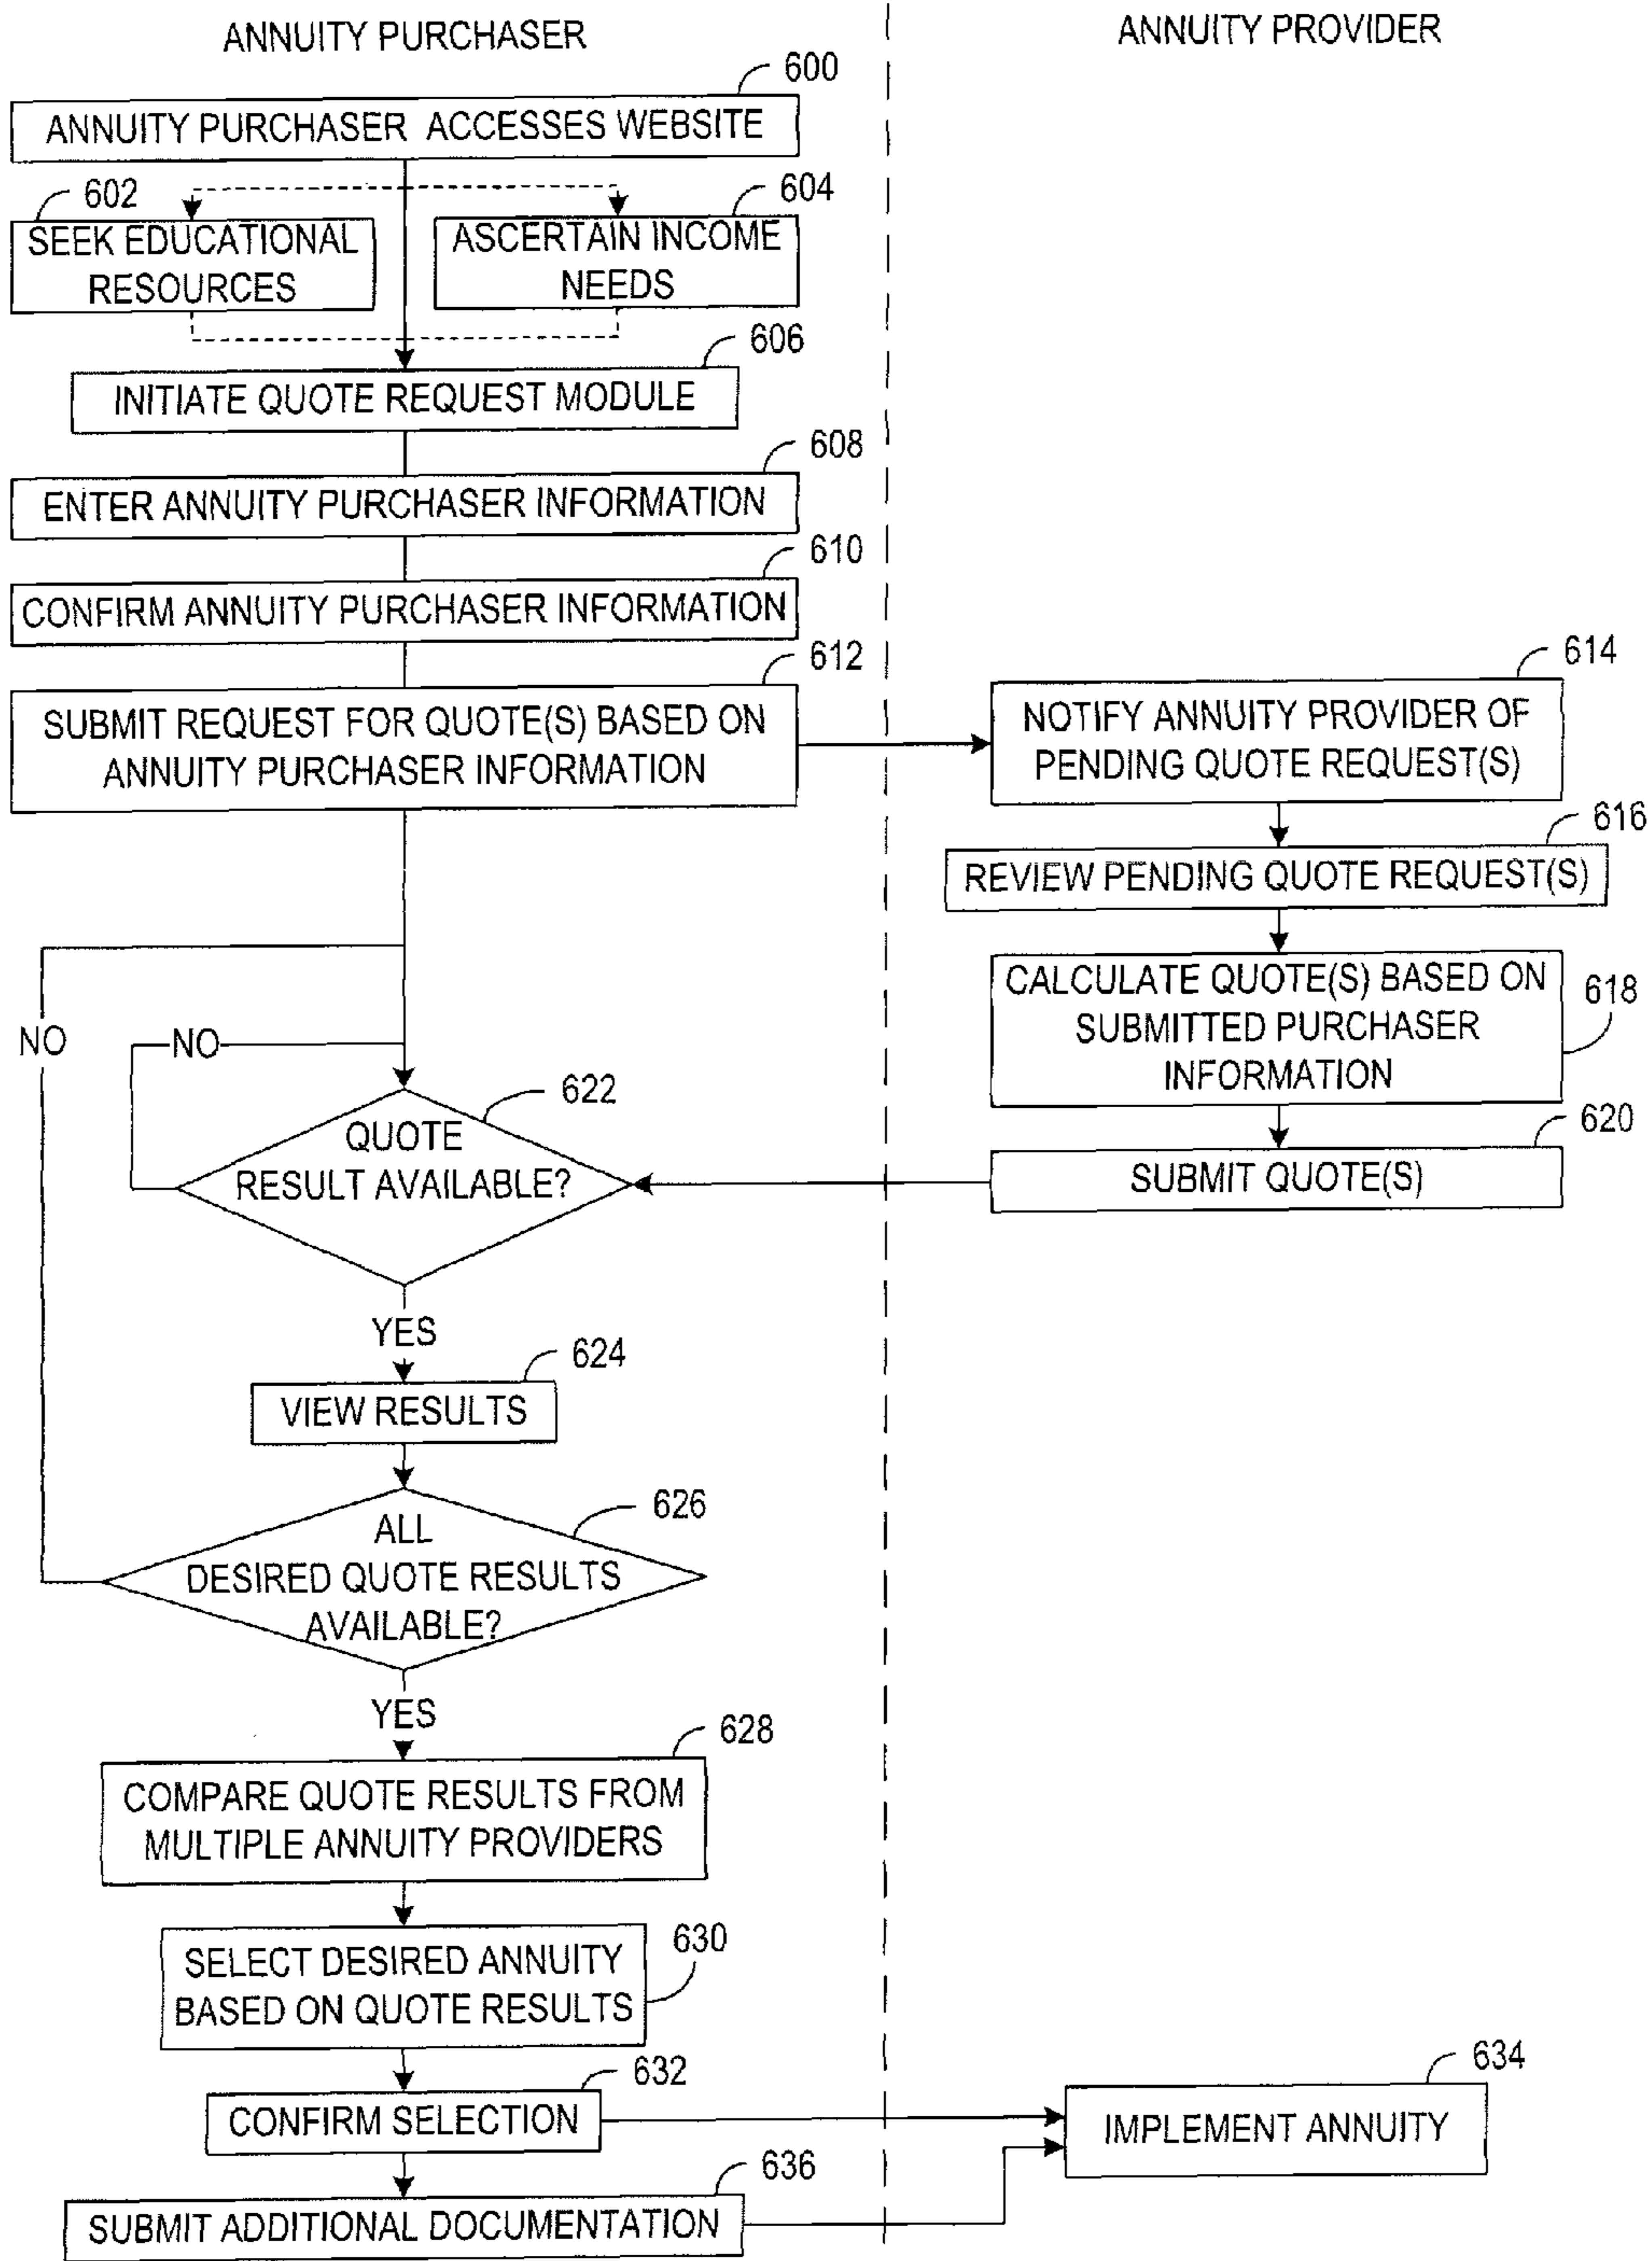 ANNUITY PURCHASER
ANNUITY PROVIDER
600
ANNUITY PURCHASER ACCESSES WEBSITE
602
604
SEEK EDUCATIONAL
RESOURCES
ASCERTAIN INCOME
NEEDS
606
INITIATE QUOTE REQUEST MODULE
608
ENTER ANNUITY PURCHASER INFORMATION
610
CONFIRM ANNUITY PURCHASER INFORMATION
612
SUBMIT REQUEST FOR QUOTE(S) BASED ON
ANNUITY PURCHASER INFORMATION
614
NOTIFY ANNUITY PROVIDER OF
PENDING QUOTE REQUEST(S)
616
REVIEW PENDING QUOTE REQUEST(S)
CALCULATE QUOTE(S) BASED ON
SUBMITTED PURCHASER
INFORMATION
618
620
SUBMIT QUOTE(S)
NO
NO
622
QUOTE
RESULT AVAILABLE?
YES
624
VIEW RESULTS
626
ALL
DESIRED QUOTE RESULTS
AVAILABLE?
YES
628
COMPARE QUOTE RESULTS FROM
MULTIPLE ANNUITY PROVIDERS
630
SELECT DESIRED ANNUITY
BASED ON QUOTE RESULTS
632
CONFIRM SELECTION
634
IMPLEMENT ANNUITY
636
SUBMIT ADDITIONAL DOCUMENTATION